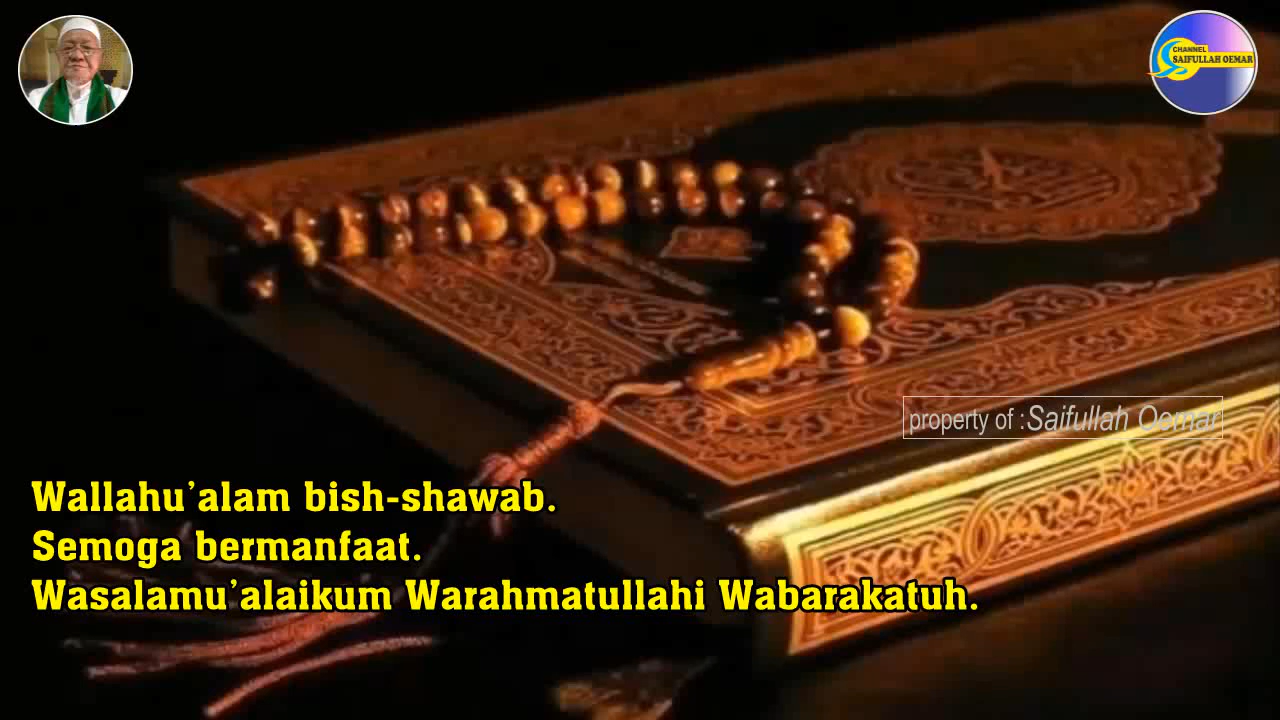 CHANNEL
SAIFULLAH OEMAR
property of :Saifullah Oemar
Wallahu’alam bish-shawab.
Semoga bermanfaat.
Wasalamu’alaikum Warahmatullahi Wabarakatuh.